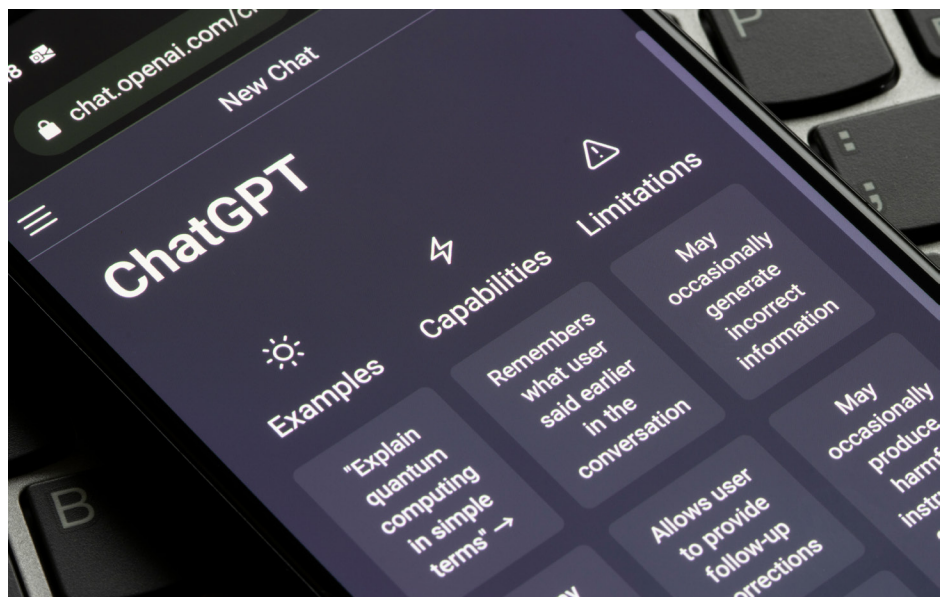 chat.openai.com/
New Chat
ChatGPT
Examples
"Explain
quantum
computing
in simple
terms" →
Capabilities
Remembers
what user
said earlier
in the
conversation
Allows user
to provide
follow-up
Limitations
May
occasionally
generate
incorrect
information
May
occasionally
produce
P
B
:
;